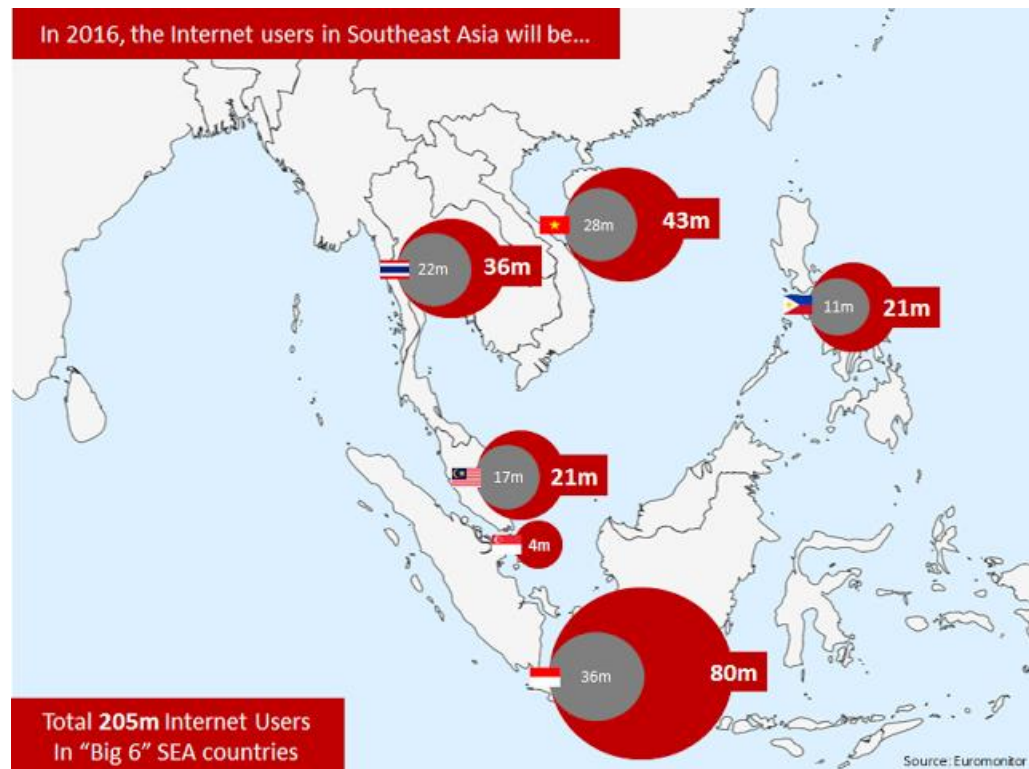 In 2016, the Internet users in Southeast Asia will be...
28m
43m
22m
36m
11m
21m
17m
21m
4m
36m
80m
Total 205m Internet Users
In “Big 6” SEA countries
Source: Euromonitor